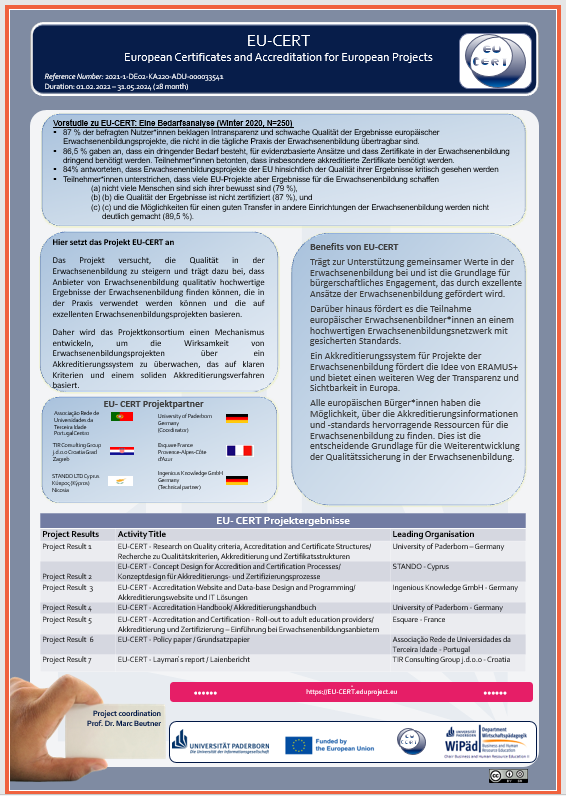 EU-CERT
European Certificates and Accreditation for European Projects
Reference Number: 2021-1-DE02-KA220-ADU-000033541
Duration: 01.02.2022 – 31.05.2024 (28 month)
EU CERT
Vorstudie zu EU-CERT: Eine Bedarfsanalyse (Winter 2020, N=250)
• 87 % der befragten Nutzer*innen beklagen Intransparenz und schwache Qualität der Ergebnisse europäischer
Erwachsenenbildungsprojekte, die nicht in die tägliche Praxis der Erwachsenenbildung übertragbar sind.
• 86,5 % gaben an, dass ein dringender Bedarf besteht, für evidenzbasierte Ansätze und dass Zertifikate in der Erwachsenenbildung
dringend benötigt werden. Teilnehmer*innen betonten, dass insbesondere akkreditierte Zertifikate benötigt werden.
• 84% antworteten, dass Erwachsenenbildungsprojekte der EU hinsichtlich der Qualität ihrer Ergebnisse kritisch gesehen werden
• Teilnehmer*innen unterstrichen, dass viele EU-Projekte aber Ergebnisse für die Erwachsenenbildung schaffen
(a) nicht viele Menschen sind sich ihrer bewusst sind (79 %),
(b) (b) die Qualität der Ergebnisse ist nicht zertifiziert (87 %), und
(c) (c) und die Möglichkeiten für einen guten Transfer in andere Einrichtungen der Erwachsenenbildung werden nicht
deutlich gemacht (89,5 %).
Hier setzt das Projekt EU-CERT an
Das Projekt versucht, die Qualität in der
Erwachsenenbildung zu steigern und trägt dazu bei, dass
Anbieter von Erwachsenenbildung qualitativ hochwertige
Ergebnisse der Erwachsenenbildung finden können, die in
der Praxis verwendet werden können und die auf
exzellenten Erwachsenenbildungsprojekten basieren.
Daher wird das Projektkonsortium einen Mechanismus
entwickeln, um die Wirksamkeit von
Erwachsenenbildungsprojekten über ein
Akkreditierungssystem zu überwachen, das auf klaren
Kriterien und einem soliden Akkreditierungsverfahren
basiert.
Benefits von EU-CERT
Trägt zur Unterstützung gemeinsamer Werte in der
Erwachsenenbildung bei und ist die Grundlage für
bürgerschaftliches Engagement, das durch exzellente
Ansätze der Erwachsenenbildung gefördert wird.
Darüber hinaus fördert es die Teilnahme
europäischer Erwachsenenbildner*innen an einem
hochwertigen Erwachsenenbildungsnetzwerk mit
gesicherten Standards.
Ein Akkreditierungssystem für Projekte der
Erwachsenenbildung fördert die Idee von ERAMUS+
und bietet einen weiteren Weg der Transparenz und
Sichtbarkeit in Europa.
Alle europäischen Bürger*innen haben die
Möglichkeit, über die Akkreditierungsinformationen
und -standards hervorragende Ressourcen für die
Erwachsenenbildung zu finden. Dies ist die
entscheidende Grundlage für die Weiterentwicklung
der Qualitätssicherung in der Erwachsenenbildung.
EU- CERT Projektpartner
Associação Rede de
Universidades da
Terceira Idade
Portugal Centro
University of Paderborn
Germany
(Coordinator)
TIR Consulting Group
j.d.o.o Croatia Grad
Zagreb
Esquare France
Provence-Alpes-Côte
d'Azur
STANDO LTD Cyprus
Κύπρος (Kýpros)
Nicosia
Ingenious Knowledge GmbH
Germany
(Technical partner)
EU- CERT Projektergebnisse
Project Results Activity Title Leading Organisation
Project Result 1 EU-CERT - Research on Quality criteria, Accreditation and Certificate Structures/ University of Paderborn – Germany
Recherche zu Qualitätskriterien, Akkreditierung und Zertifikatsstrukturen
EU-CERT - Concept Design for Accredition and Certification Processes/ STANDO - Cyprus
Project Result 2 Konzeptdesign für Akkreditierungs- und Zertifizierungsprozesse
Project Result 3 EU-CERT - Accreditation Website and Data-base Design and Programming/ Ingenious Knowledge GmbH - Germany
Akkreditierungswebsite und IT Lösungen
Project Result 4 EU-CERT - Accreditation Handbook/ Akkreditierungshandbuch University of Paderborn - Germany
Project Result 5 EU-CERT - Accreditation and Certification - Roll-out to adult education providers/ Esquare - France
Akkreditierung und Zertifizierung – Einführung bei Erwachsenenbildungsanbietern
Project Result 6 EU-CERT - Policy paper / Grundsatzpapier Associação Rede de Universidades da
Terceira Idade - Portugal
Project Result 7 EU-CERT - Layman´s report / Laienbericht TIR Consulting Group j.d.o.o - Croatia
Project coordination
Prof. Dr. Marc Beutner
https://EU-CERT.eduproject.eu
UNIVERSITÄT PADERBORN
Die Universität der Informationsgesellschaft
Funded by
the European Union
EU CERT
UNIVERSITÄT PADERBORN
WiPäd
Department
Wirtschaftspädagogik
Business and Human
Resource Education
Chair Business and Human Resource Education II
cc
BY